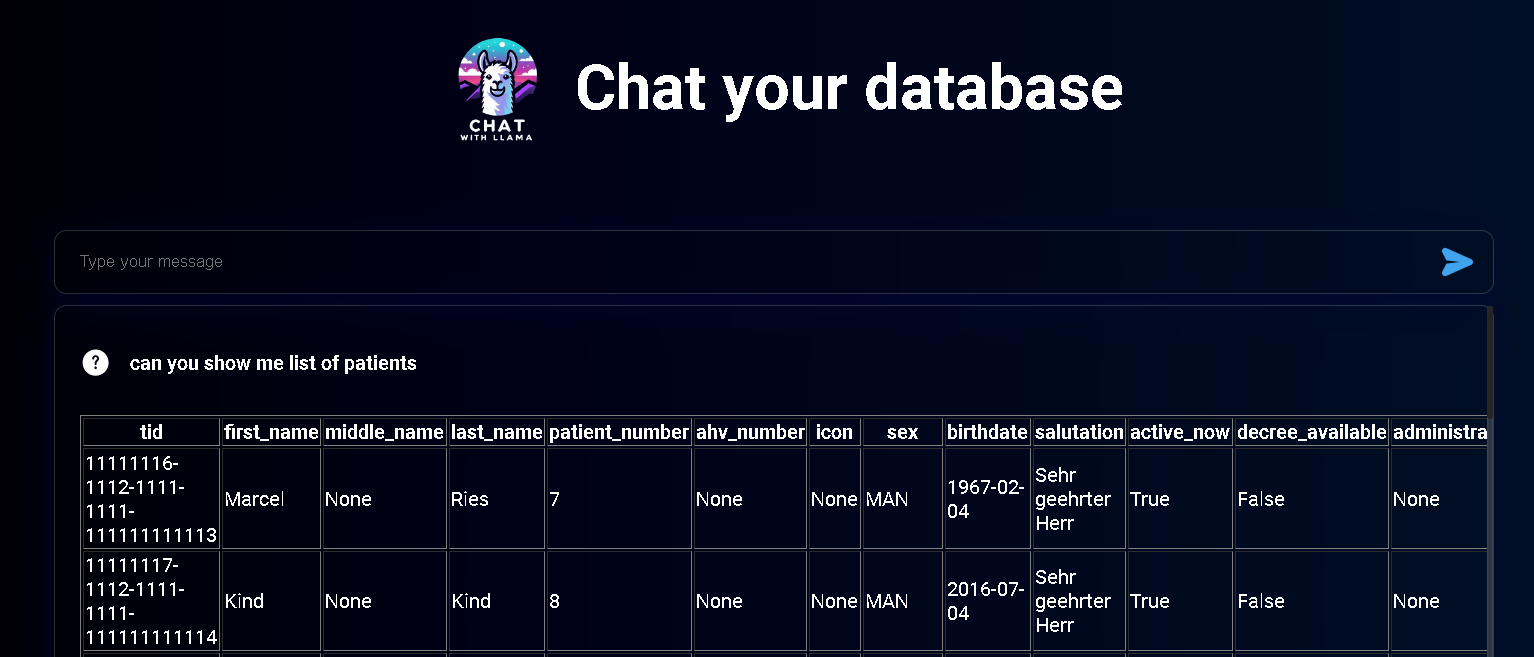 CHAT
WITH LLAMA
Chat your database
Type your message
?
can you show me list of patients
tid first_name middle_name last_name patient_number ahv_number icon sex birthdate salutation active_now decree_available administra
11111116-
1112-1111-
1111-
111111111113
Marcel None Ries 7 None None MAN
1967-02-
04
Sehr
geehrter
Herr
True False None
11111117-
1112-1111-
1111-
111111111114
Kind None Kind 8 None None MAN
2016-07-
04
Sehr
geehrter
Herr
True False None